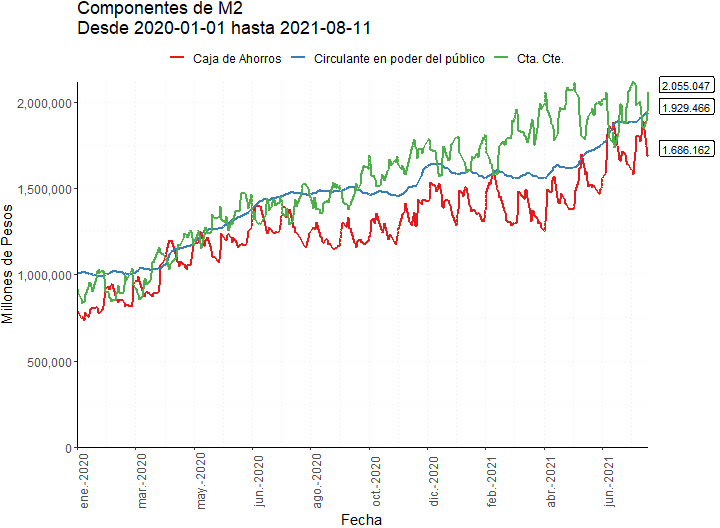 Componentes de M2
Desde 2020-01-01 hasta 2021-08-11
Caja de Ahorros
Circulante en poder del público
Cta. Cte.
2.055.047
1.929.466
1.686.162
2,000,000
1,500,000
1,000,000
500,000
0
Millones de Pesos
ene.-2020
mar.-2020
may.-2020
jun.-2020
ago.-2020
oct.-2020
dic.-2020
feb.-2021
abr.-2021
jun.-2021
Fecha